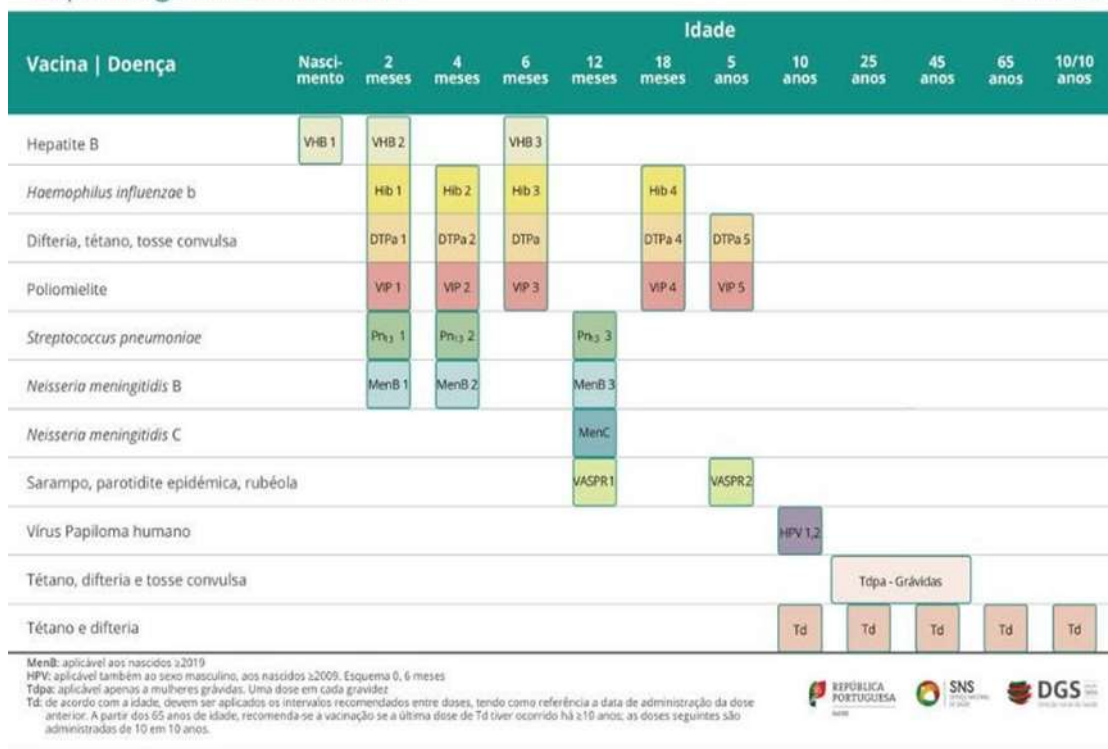 Idade
Vacina | Doença Nasci-mento 2 meses 4 meses 6 meses 12 meses 18 meses 5 anos 10 anos 25 anos 45 anos 65 anos 10/10 anos
Hepatite B VHB 1 VHB 2 VHB 3
Haemophilus influenzae b Hib 1 Hib 2 Hib 3 Hib 4
Difteria, tétano, tosse convulsa DTPa 1 DTPa 2 DTPa DTPa 4 DTPa 5
Poliomielite VIP 1 VIP 2 VIP 3 VIP 4 VIP 5
Streptococcus pneumoniae Pn₁₃ 1 Pn₁₃ 2 Pn₁₃ 3
Neisseria meningitidis B MenB 1 MenB 2 MenB 3
Neisseria meningitidis C MenC
Sarampo, parotidite epidémica, rubéola VASPR1 VASPR2
Vírus Papiloma humano HPV 1,2
Tétano, difteria e tosse convulsa Tdpa - Grávidas
Tétano e difteria Td Td Td Td Td
MenB: aplicável aos nascidos ≥2019
HPV: aplicável também ao sexo masculino, aos nascidos ≥2009. Esquema 0, 6 meses
Tdpa: aplicável apenas a mulheres grávidas. Uma dose em cada gravidez
Td: de acordo com a idade, devem ser aplicados os intervalos recomendados entre doses, tendo como referência a data de administração da dose
anterior. A partir dos 65 anos de idade, recomenda-se a vacinação se a última dose de Td tiver ocorrido há ≥10 anos; as doses seguintes são
administradas de 10 em 10 anos.
REPÚBLICA
PORTUGUESA
SNS
DGS